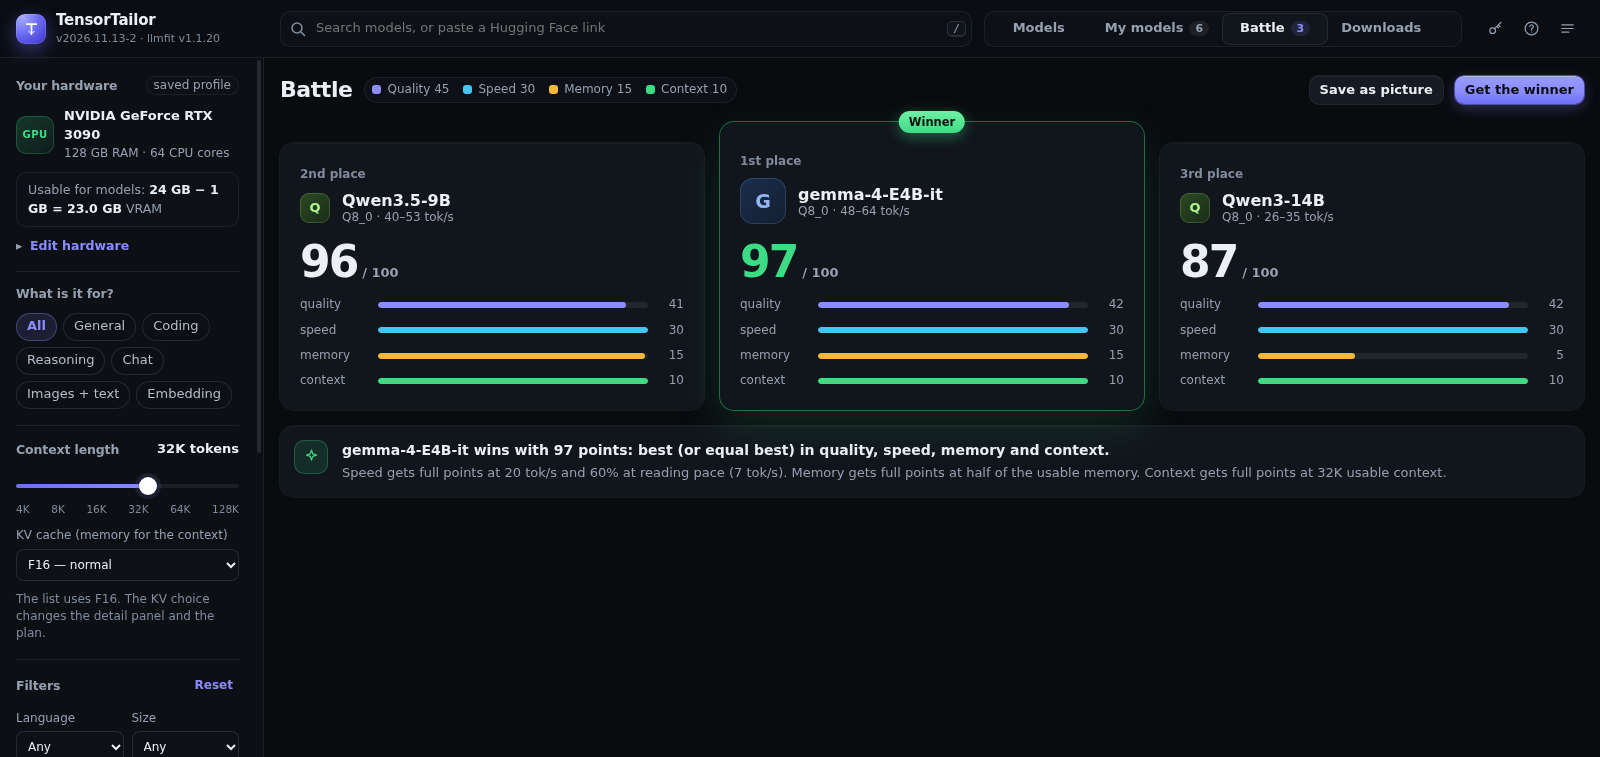 TensorTailor
v2026.11.13-2 · llmfit v1.1.20
Search models, or paste a Hugging Face link
/
Models
My models 6
Battle 3
Downloads
Your hardware
saved profile
GPU
NVIDIA GeForce RTX
3090
128 GB RAM · 64 CPU cores
Usable for models: 24 GB − 1
GB = 23.0 GB VRAM
▸ Edit hardware
What is it for?
All
General
Coding
Reasoning
Chat
Images + text
Embedding
Context length
32K tokens
4K 8K 16K 32K 64K 128K
KV cache (memory for the context)
F16 — normal
The list uses F16. The KV choice
changes the detail panel and the
plan.
Filters
Reset
Language
Size
Any
Any
Battle
Quality 45
Speed 30
Memory 15
Context 10
Save as picture
Get the winner
2nd place
Q
Qwen3.5-9B
Q8_0 · 40–53 tok/s
96 / 100
quality 41
speed 30
memory 15
context 10
Winner
1st place
G
gemma-4-E4B-it
Q8_0 · 48–64 tok/s
97 / 100
quality 42
speed 30
memory 15
context 10
3rd place
Q
Qwen3-14B
Q8_0 · 26–35 tok/s
87 / 100
quality 42
speed 30
memory 5
context 10
gemma-4-E4B-it wins with 97 points: best (or equal best) in quality, speed, memory and context.
Speed gets full points at 20 tok/s and 60% at reading pace (7 tok/s). Memory gets full points at half of the usable memory. Context gets full points at 32K usable context.